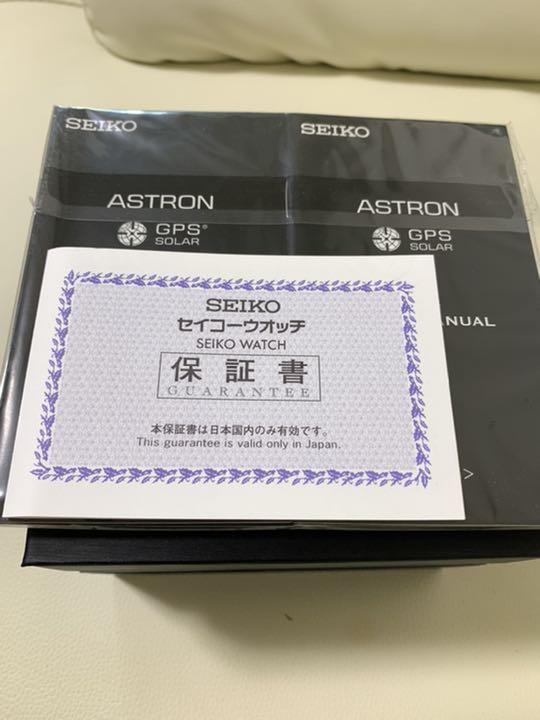 SEIKO
ASTRON
GPS®
SOLAR
SEIKO
ASTRON
GPS
SOLAR
>
SEIKO
セイコーウオッチ
SEIKO WATCH
保証書
GUARANTEE
本保証書は日本国内のみ有効です。
This guarantee is valid only in Japan.